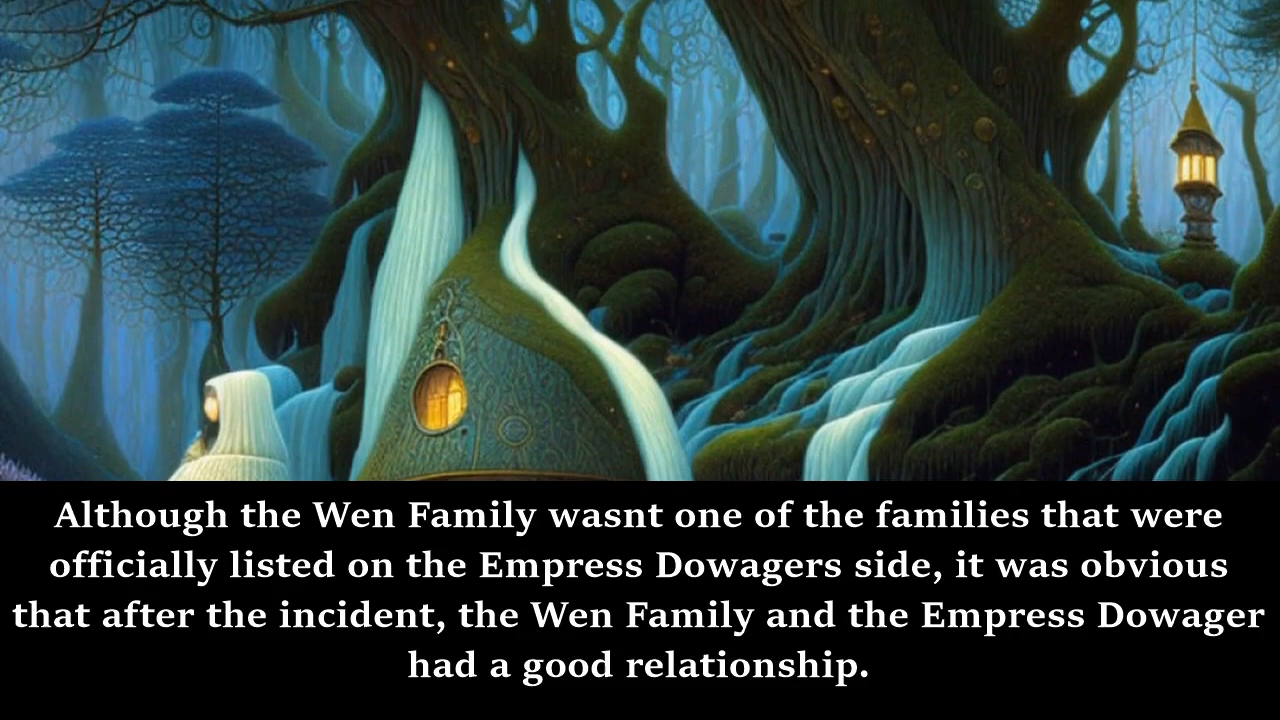 Although the Wen Family wasnt one of the families that were
officially listed on the Empress Dowagers side, it was obvious
that after the incident, the Wen Family and the Empress Dowager
had a good relationship.